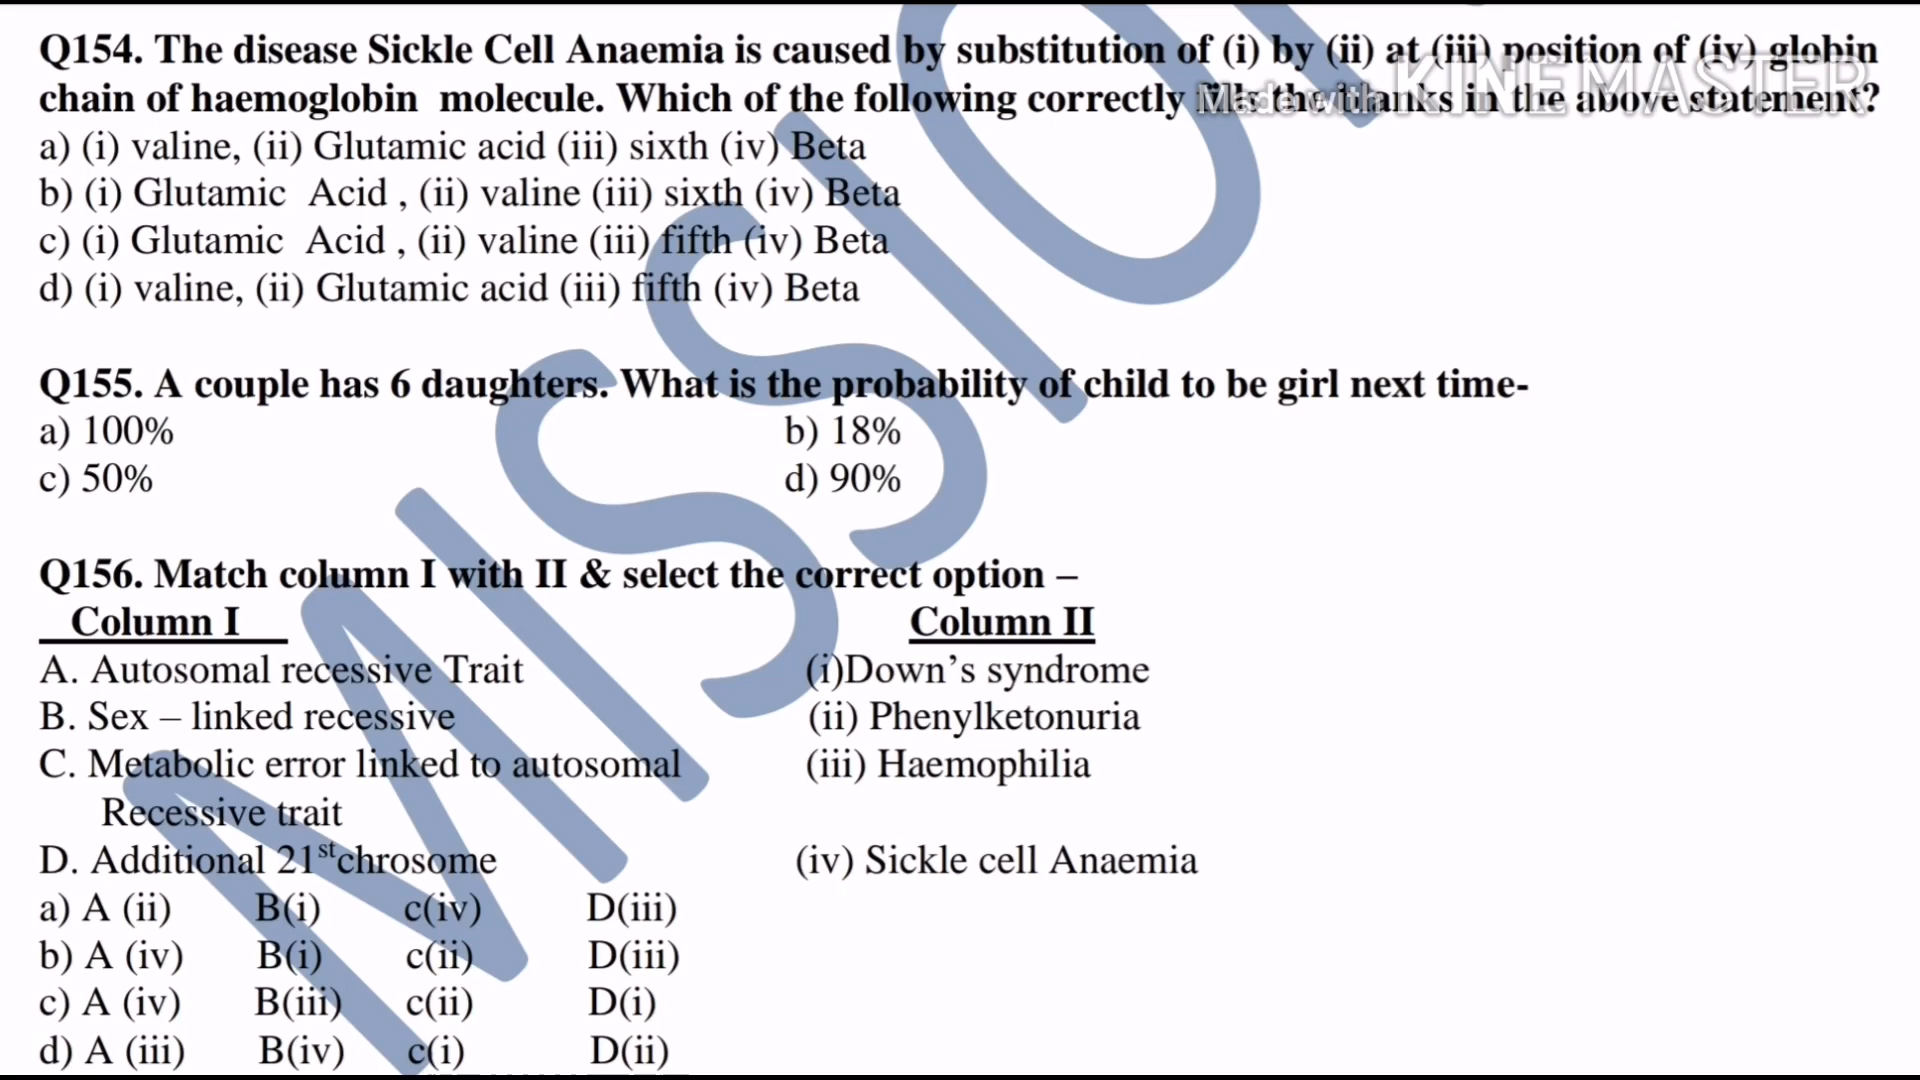 Q154. The disease Sickle Cell Anaemia is caused by substitution of (i) by (ii) at (iii) position of (iv) globin
chain of haemoglobin molecule. Which of the following correctly fills the blanks in the above statement?
Made with KINEMASTER
a) (i) valine, (ii) Glutamic acid (iii) sixth (iv) Beta
b) (i) Glutamic Acid , (ii) valine (iii) sixth (iv) Beta
c) (i) Glutamic Acid , (ii) valine (iii) fifth (iv) Beta
d) (i) valine, (ii) Glutamic acid (iii) fifth (iv) Beta
Q155. A couple has 6 daughters. What is the probability of child to be girl next time-
a) 100% b) 18%
c) 50% d) 90%
Q156. Match column I with II & select the correct option –
Column I Column II
A. Autosomal recessive Trait (i)Down’s syndrome
B. Sex – linked recessive (ii) Phenylketonuria
C. Metabolic error linked to autosomal (iii) Haemophilia
Recessive trait
D. Additional 21st chrosome (iv) Sickle cell Anaemia
a) A (ii) B(i) c(iv) D(iii)
b) A (iv) B(i) c(ii) D(iii)
c) A (iv) B(iii) c(ii) D(i)
d) A (iii) B(iv) c(i) D(ii)
MISSIO